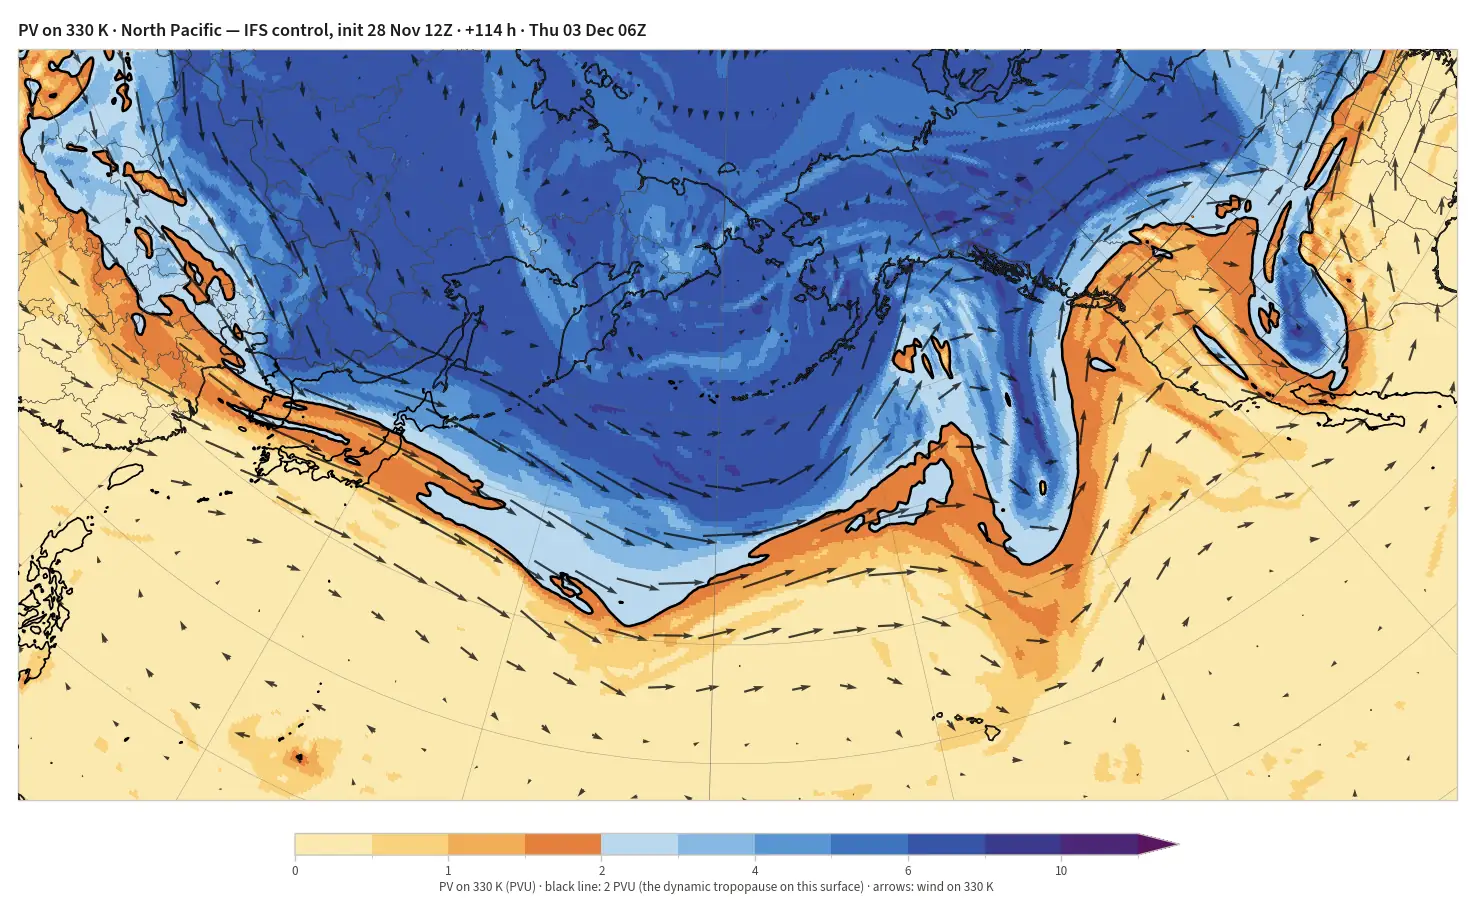 PV on 330 K · North Pacific — IFS control, init 28 Nov 12Z · +114 h · Thu 03 Dec 06Z
0 1 2 4 6 10
PV on 330 K (PVU) · black line: 2 PVU (the dynamic tropopause on this surface) · arrows: wind on 330 K